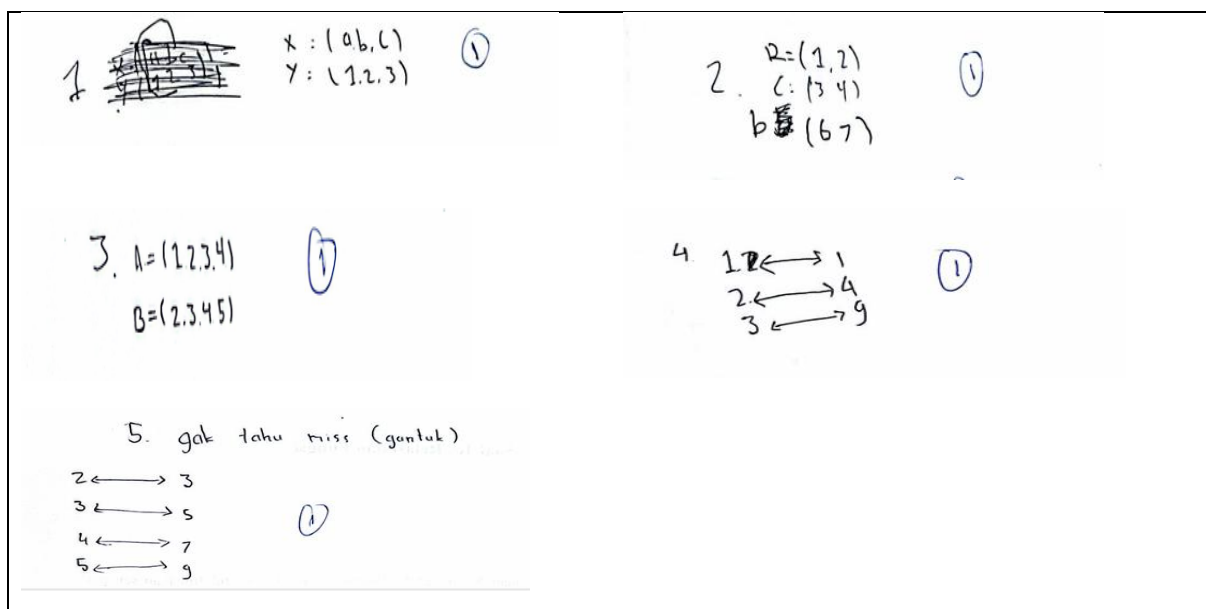 1 X : (a.b, c) 1
Y : (1.2.3)
2. R=(1,2) 1
C: (3 4)
b (6 7)
3. A=(1.2.3.4) 1
B=(2.3.4 5)
4. 1. ↔ 1 1
2. ↔ 4
3 ↔ 9
5. gak tahu miss (gantuk)
2 ↔ 3
3 ↔ 5 1
4 ↔ 7
5 ↔ 9